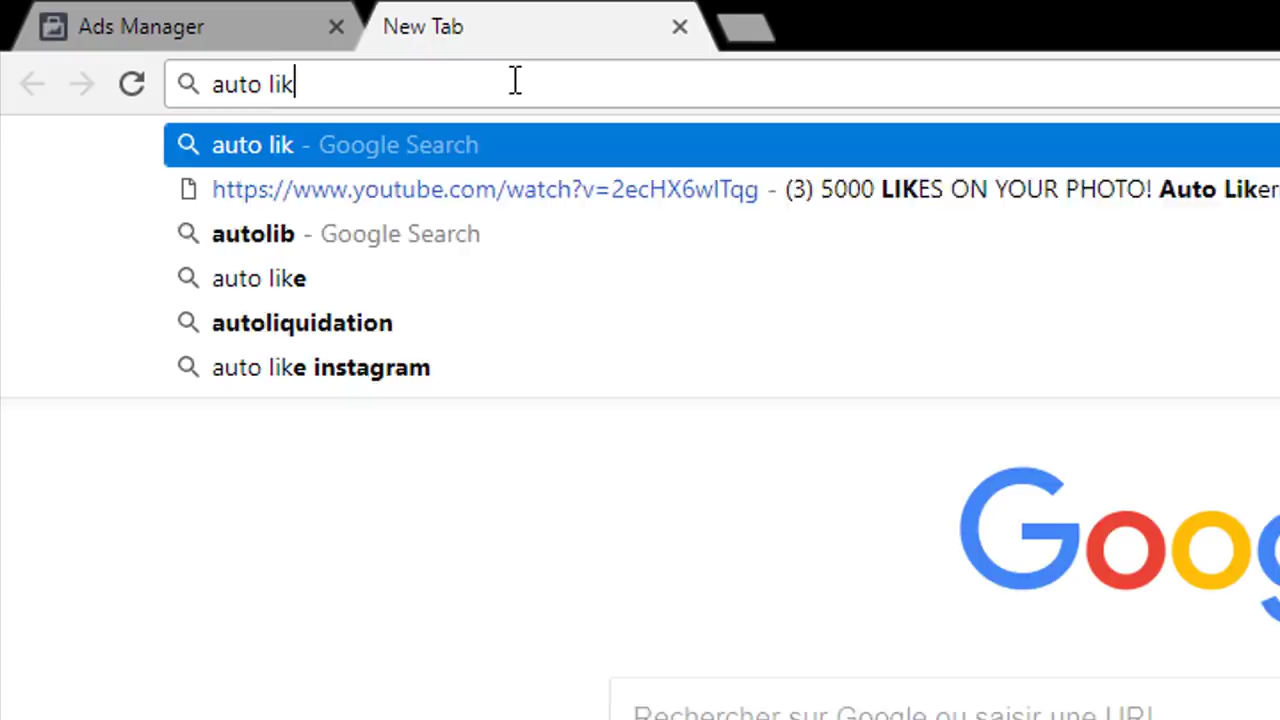 Ads Manager
New Tab
auto lik
auto lik - Google Search
https://www.youtube.com/watch?v=2ecHX6wITqg - (3) 5000 LIKES ON YOUR PHOTO! Auto Liker
autolib - Google Search
auto like
autoliquidation
auto like instagram
Goog
Rechercher sur Google ou saisir une URL